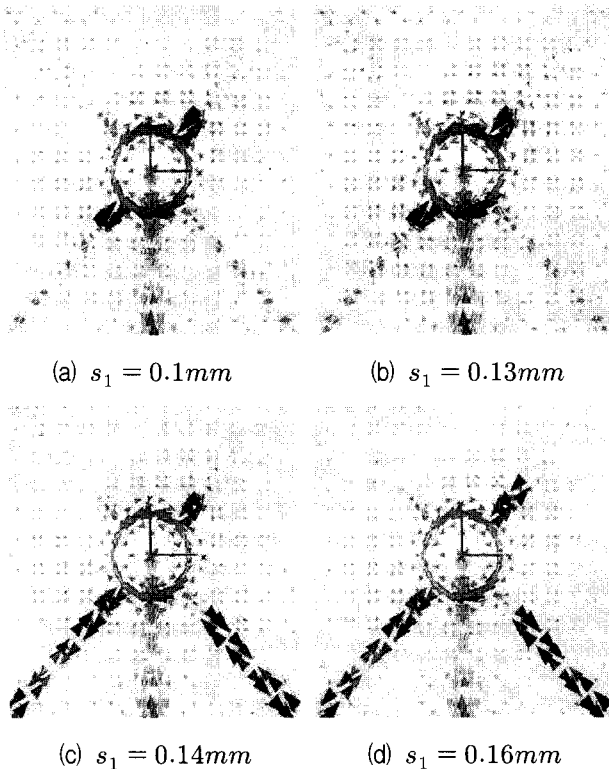 (a) s₁ = 0.1mm
(b) s₁ = 0.13mm
(c) s₁ = 0.14mm
(d) s₁ = 0.16mm